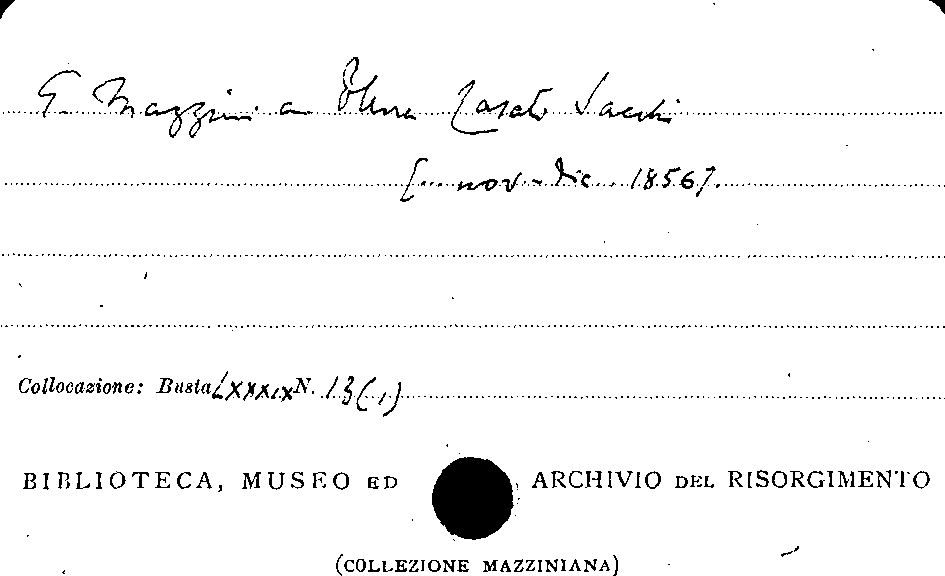 G. Mazzini a Elena Casati Sacchi
[... nov.-dic. 1856].
Collocazione: Busta LXXXIX N. 13(1)
BIBLIOTECA, MUSEO ED ARCHIVIO DEL RISORGIMENTO
(COLLEZIONE MAZZINIANA)